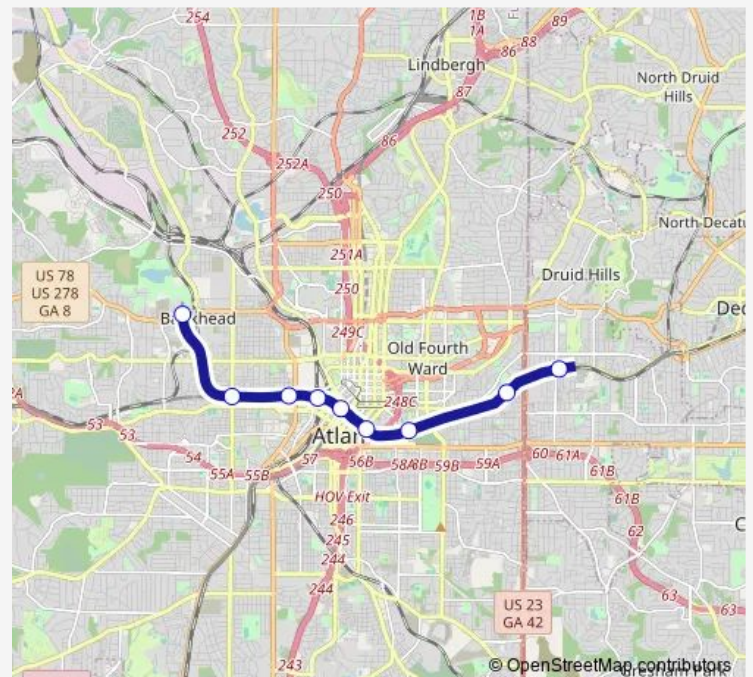 254
1B
1A
89
88
86
Lindbergh
87
North Druid
Hills
252
86
252A
250
251A
North Decatu
Druid Hills
US 78
US 278
GA 8
250
khead
249C
Old Fourth
Ward
248C
Atlan
53
53
54
55A
55B
57
56B
58A
59B
59A
60
61A
61B
HOV Exit
61B
246
245
244
62
244
US 23
GA 42
63
63
243
© OpenStreetMap contributors